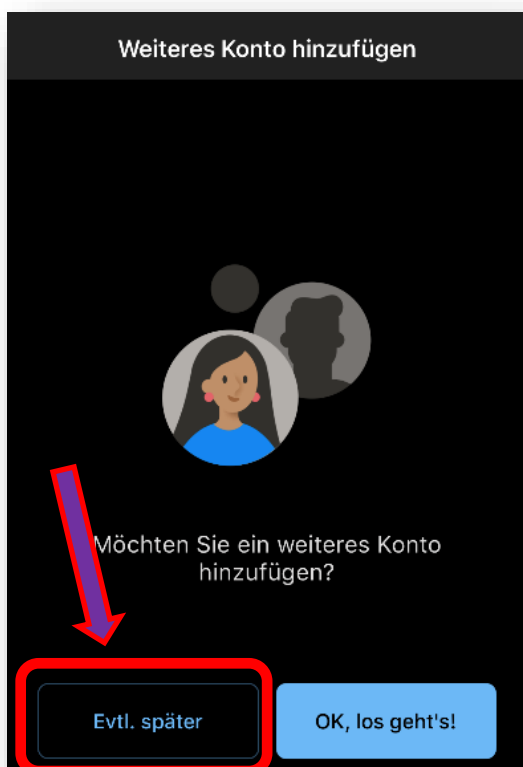 Weiteres Konto hinzufügen
Möchten Sie ein weiteres Konto
hinzufügen?
Evtl. später
OK, los geht's!